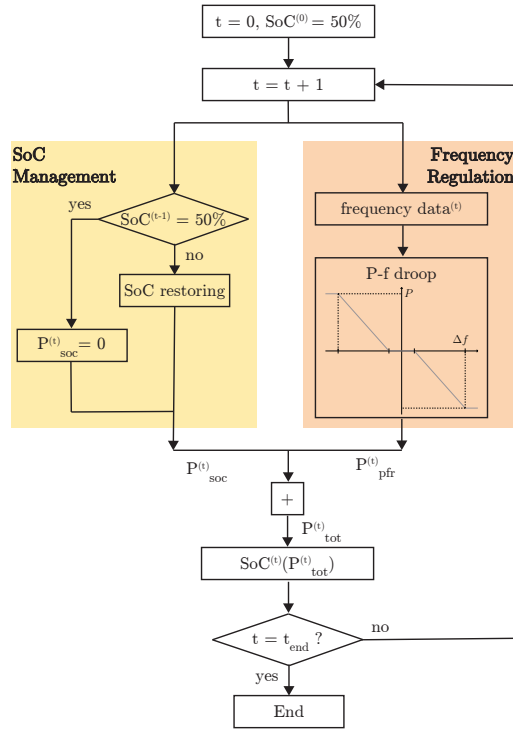 t = 0, SoC⁽⁰⁾ = 50%
t = t + 1
SoC
Management
Frequency
Regulation
yes
SoC⁽ᵗ⁻¹⁾ = 50%
no
SoC restoring
P⁽ᵗ⁾soc = 0
frequency data⁽ᵗ⁾
P-f droop
P
Δf
P⁽ᵗ⁾soc
P⁽ᵗ⁾pfr
+
P⁽ᵗ⁾tot
SoC⁽ᵗ⁾(P⁽ᵗ⁾tot)
t = tend ?
no
yes
End